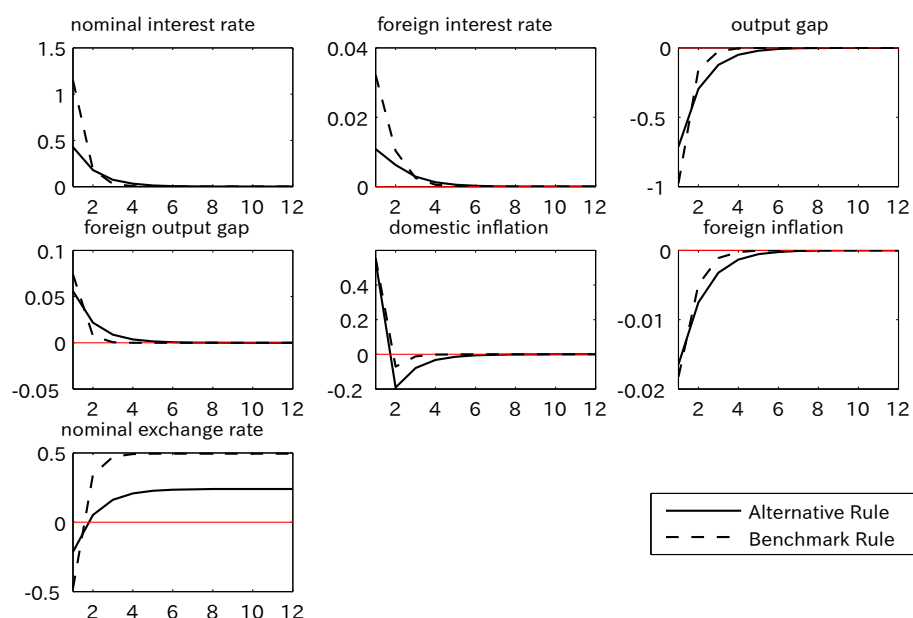 nominal interest rate
foreign interest rate
output gap
1.5
1
0.5
0
2 4 6 8 10 12
0.04
0.02
0
2 4 6 8 10 12
0
-0.5
-1
2 4 6 8 10 12
foreign output gap
domestic inflation
foreign inflation
0.1
0.05
0
-0.05
2 4 6 8 10 12
0.4
0.2
0
-0.2
2 4 6 8 10 12
0
-0.01
-0.02
2 4 6 8 10 12
nominal exchange rate
0.5
0
-0.5
2 4 6 8 10 12
Alternative Rule
Benchmark Rule